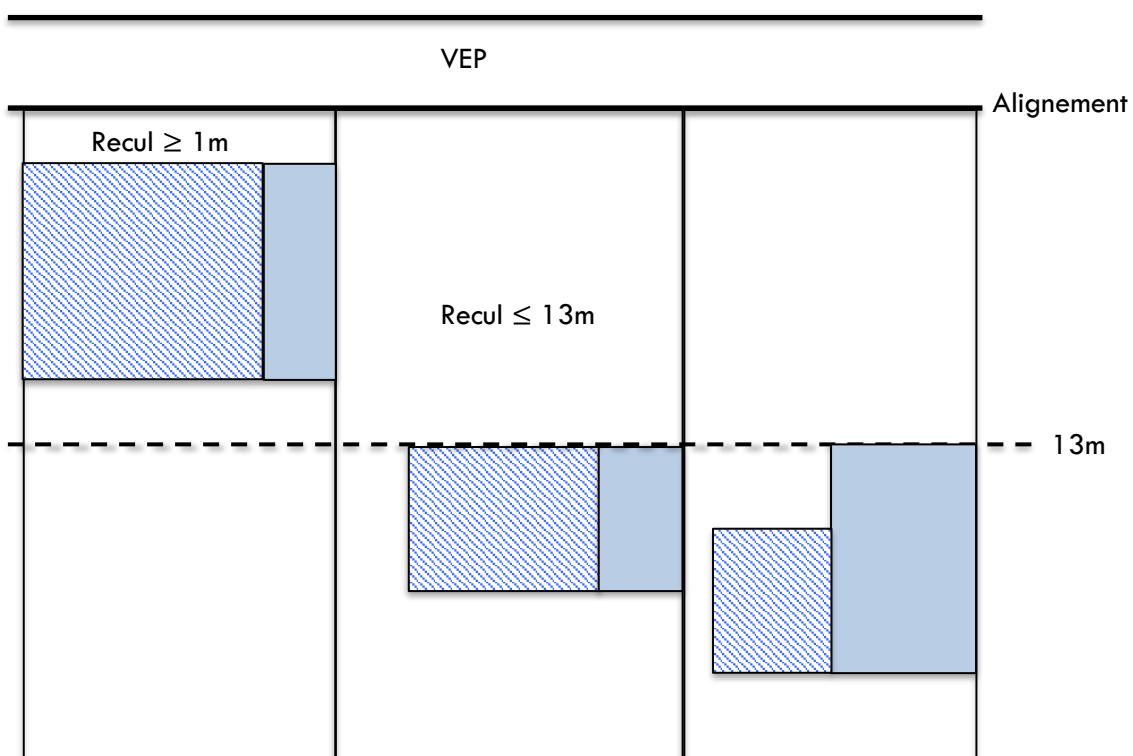 VEP
Alignement
Recul ≥ 1m
Recul ≤ 13m
13m